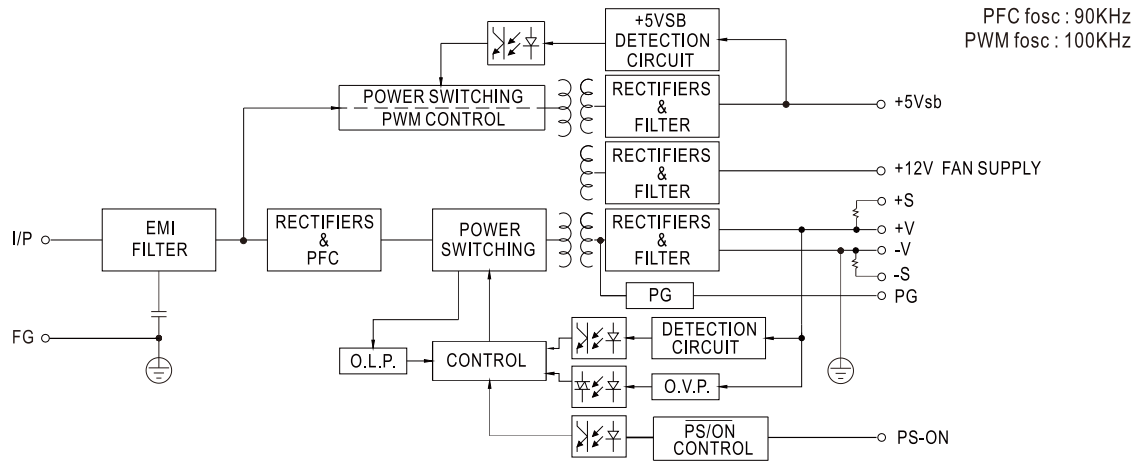 PFC fosc : 90KHz
PWM fosc : 100KHz
+5VSB
DETECTION
CIRCUIT
POWER SWITCHING
PWM CONTROL
RECTIFIERS
&
FILTER
+5Vsb
RECTIFIERS
&
FILTER
+12V FAN SUPPLY
+S
I/P
EMI
FILTER
RECTIFIERS
&
PFC
POWER
SWITCHING
RECTIFIERS
&
FILTER
+V
-V
-S
PG
PG
FG
O.L.P.
CONTROL
DETECTION
CIRCUIT
O.V.P.
PS/ON
CONTROL
PS-ON